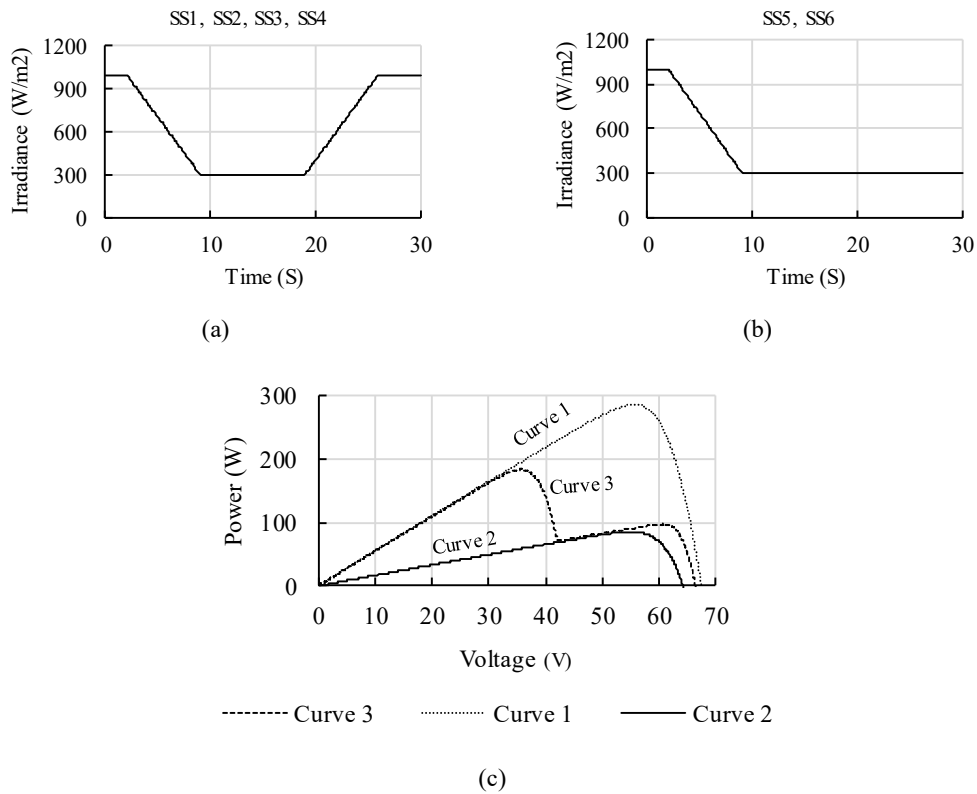 SS1, SS2, SS3, SS4
SS5, SS6
Irradiance (W/m2)
1200
900
600
300
0
0 10 20 30
Time (S)
Irradiance (W/m2)
1200
900
600
300
0
0 10 20 30
Time (S)
(a)
(b)
Power (W)
300
200
100
0
Curve 1
Curve 3
Curve 2
0 10 20 30 40 50 60 70
Voltage (V)
Curve 3 Curve 1 Curve 2
(c)